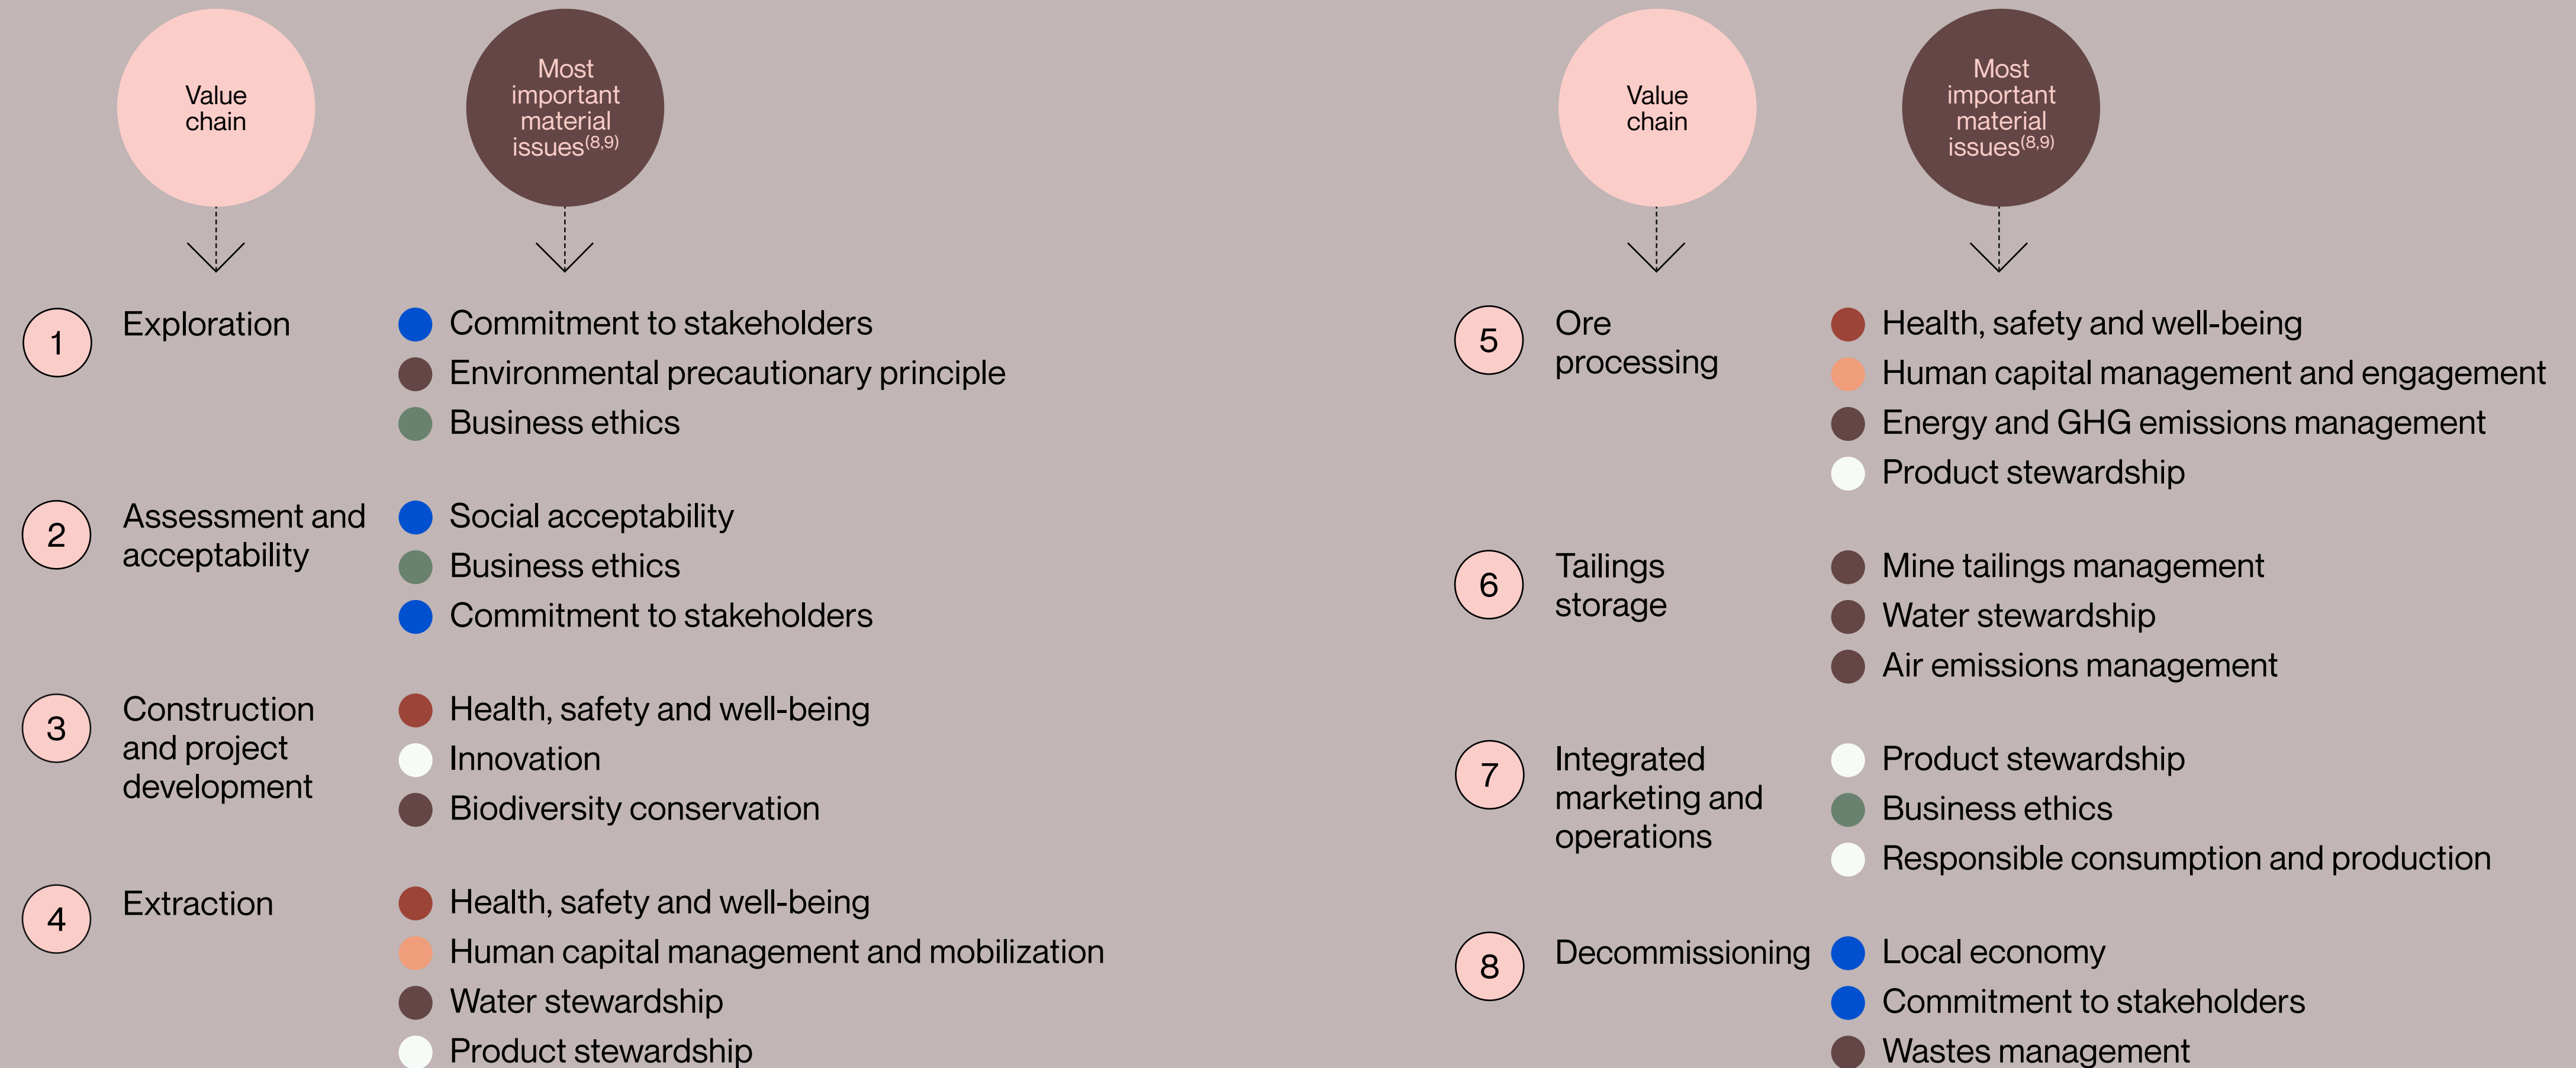 Value
chain
Most
important
material
issues(8,9)
1
Exploration
Commitment to stakeholders
Environmental precautionary principle
Business ethics
2
Assessment and
acceptability
Social acceptability
Business ethics
Commitment to stakeholders
3
Construction
and project
development
Health, safety and well-being
Innovation
Biodiversity conservation
4
Extraction
Health, safety and well-being
Human capital management and mobilization
Water stewardship
Product stewardship
Value
chain
Most
important
material
issues(8,9)
5
Ore
processing
Health, safety and well-being
Human capital management and engagement
Energy and GHG emissions management
Product stewardship
6
Tailings
storage
Mine tailings management
Water stewardship
Air emissions management
7
Integrated
marketing and
operations
Product stewardship
Business ethics
Responsible consumption and production
8
Decommissioning
Local economy
Commitment to stakeholders
Wastes management